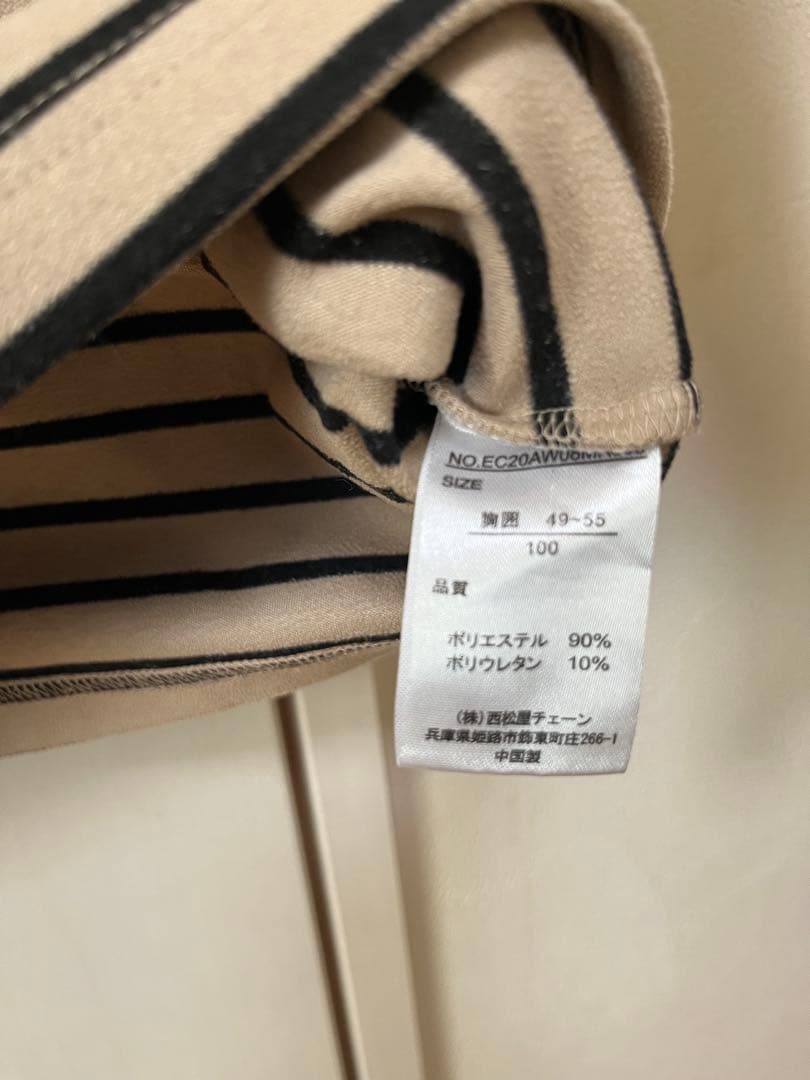 SIZE
胸囲 49~55
100
品質
ポリエステル 90%
ポリウレタン 10%
(株)西松屋チェーン
兵庫県姫路市飾東町庄266-1
中国製